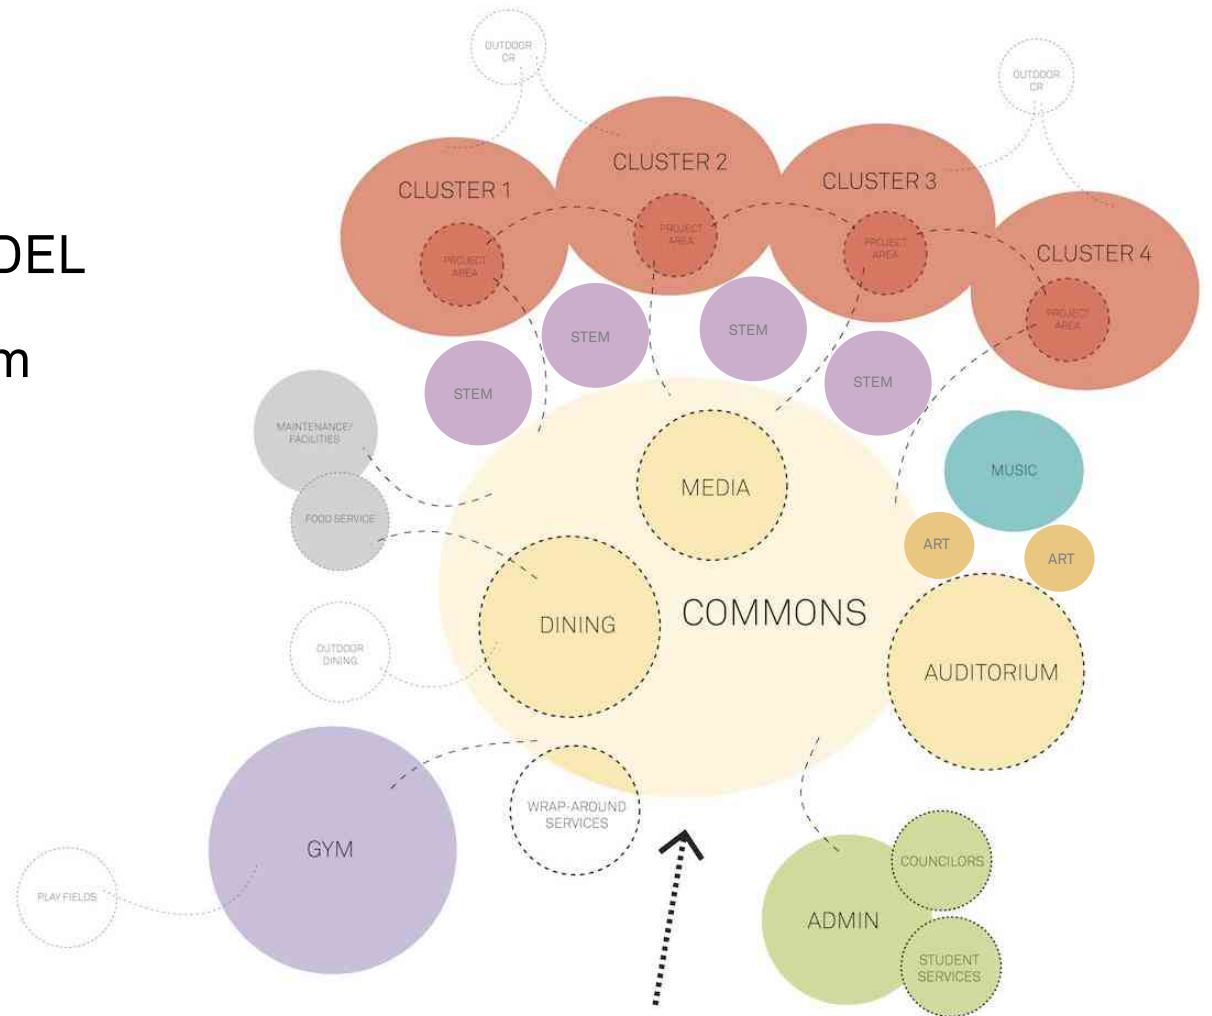 OUTDOOR
CR
OUTDOOR
CR
CLUSTER 1
CLUSTER 2
CLUSTER 3
CLUSTER 4
PROJECT
AREA
PROJECT
AREA
PROJECT
AREA
PROJECT
AREA
DEL
m
STEM
STEM
STEM
STEM
MAINTENANCE/
FACILITIES
FOOD SERVICE
MEDIA
MUSIC
ART
ART
DINING
COMMONS
OUTDOOR
DINING
AUDITORIUM
WRAP-AROUND
SERVICES
GYM
PLAY FIELDS
COUNCILORS
ADMIN
STUDENT
SERVICES